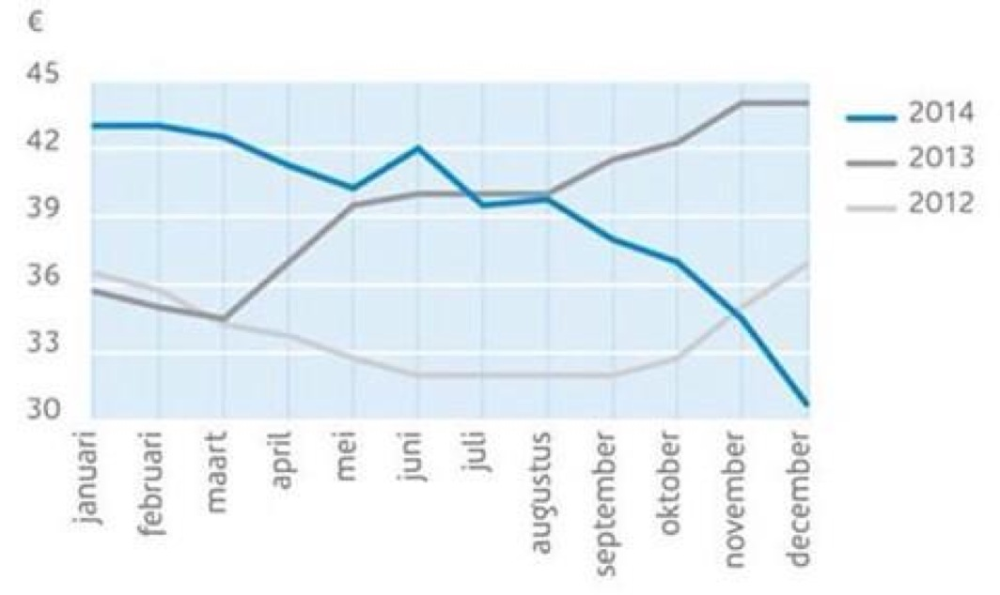 €
45
42
39
36
33
30
januari
februari
maart
april
mei
juni
juli
augustus
september
oktober
november
december
2014
2013
2012